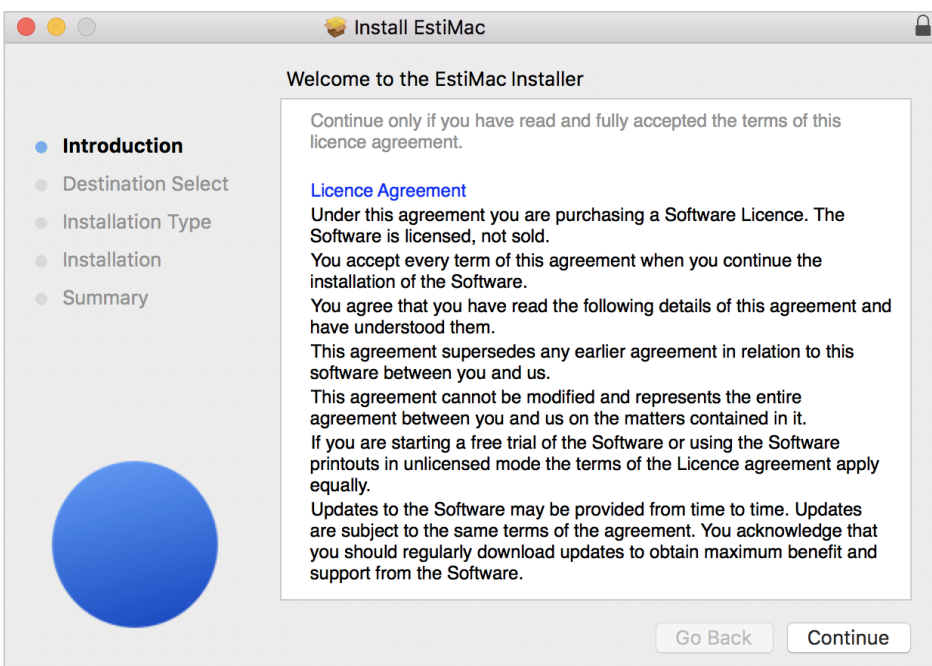 Install EstiMac
Welcome to the EstiMac Installer
Introduction
Destination Select
Installation Type
Installation
Summary
Continue only if you have read and fully accepted the terms of this
licence agreement.
Licence Agreement
Under this agreement you are purchasing a Software Licence. The
Software is licensed, not sold.
You accept every term of this agreement when you continue the
installation of the Software.
You agree that you have read the following details of this agreement and
have understood them.
This agreement supersedes any earlier agreement in relation to this
software between you and us.
This agreement cannot be modified and represents the entire
agreement between you and us on the matters contained in it.
If you are starting a free trial of the Software or using the Software
printouts in unlicensed mode the terms of the Licence agreement apply
equally.
Updates to the Software may be provided from time to time. Updates
are subject to the same terms of the agreement. You acknowledge that
you should regularly download updates to obtain maximum benefit and
support from the Software.
Go Back
Continue